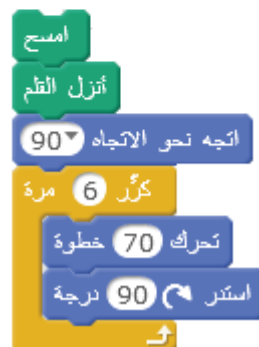 امسح
أنزل القلم
اتجه نحو الاتجاه 90
كرِّر 6 مرة
تحرك 70 خطوة
استدر 90 درجة